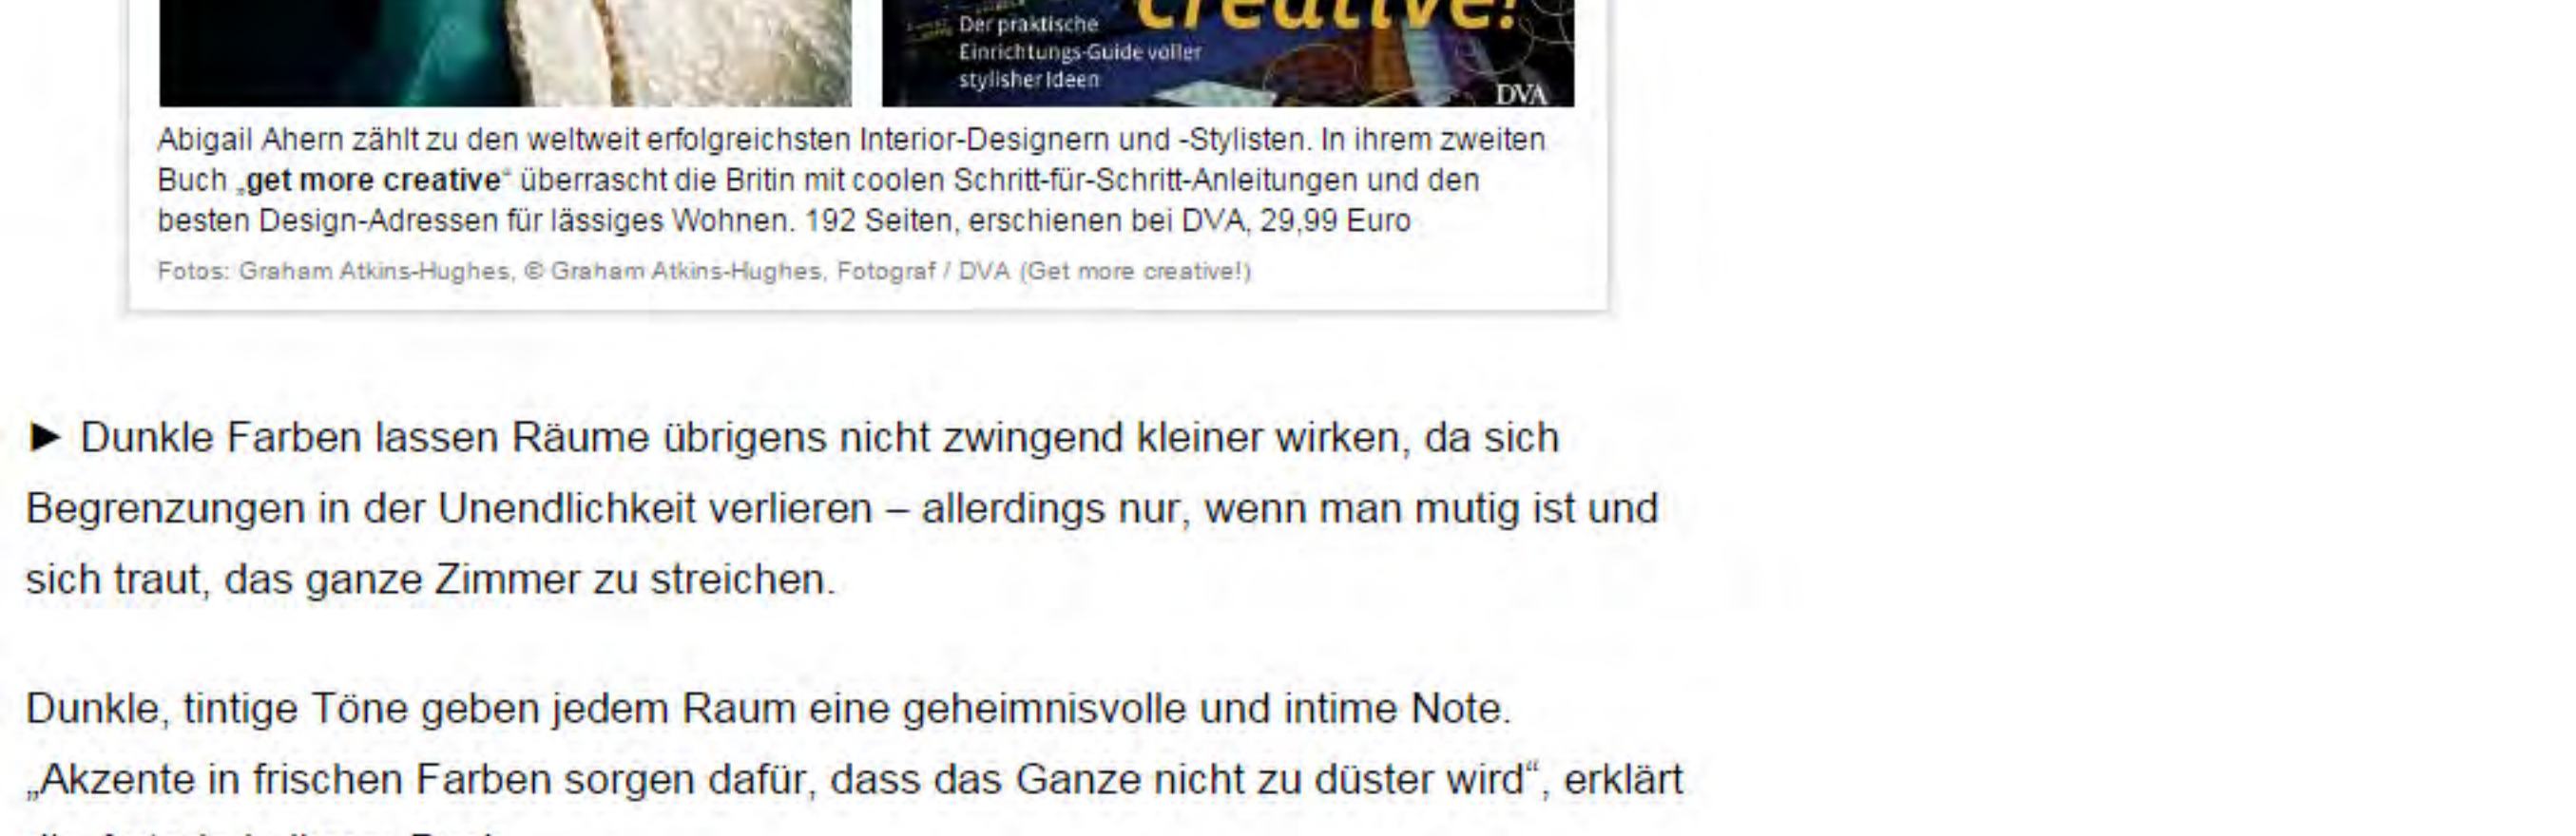 creative!
Der praktische
Einrichtungs-Guide voller
stylisher Ideen
DVA
Abigail Ahern zählt zu den weltweit erfolgreichsten Interior-Designern und -Stylisten. In ihrem zweiten
Buch „get more creative“ überrascht die Britin mit coolen Schritt-für-Schritt-Anleitungen und den
besten Design-Adressen für lässiges Wohnen. 192 Seiten, erschienen bei DVA, 29,99 Euro
Fotos: Graham Atkins-Hughes, © Graham Atkins-Hughes, Fotograf / DVA (Get more creative!)
► Dunkle Farben lassen Räume übrigens nicht zwingend kleiner wirken, da sich
Begrenzungen in der Unendlichkeit verlieren – allerdings nur, wenn man mutig ist und
sich traut, das ganze Zimmer zu streichen.
Dunkle, tintige Töne geben jedem Raum eine geheimnisvolle und intime Note.
„Akzente in frischen Farben sorgen dafür, dass das Ganze nicht zu düster wird“, erklärt